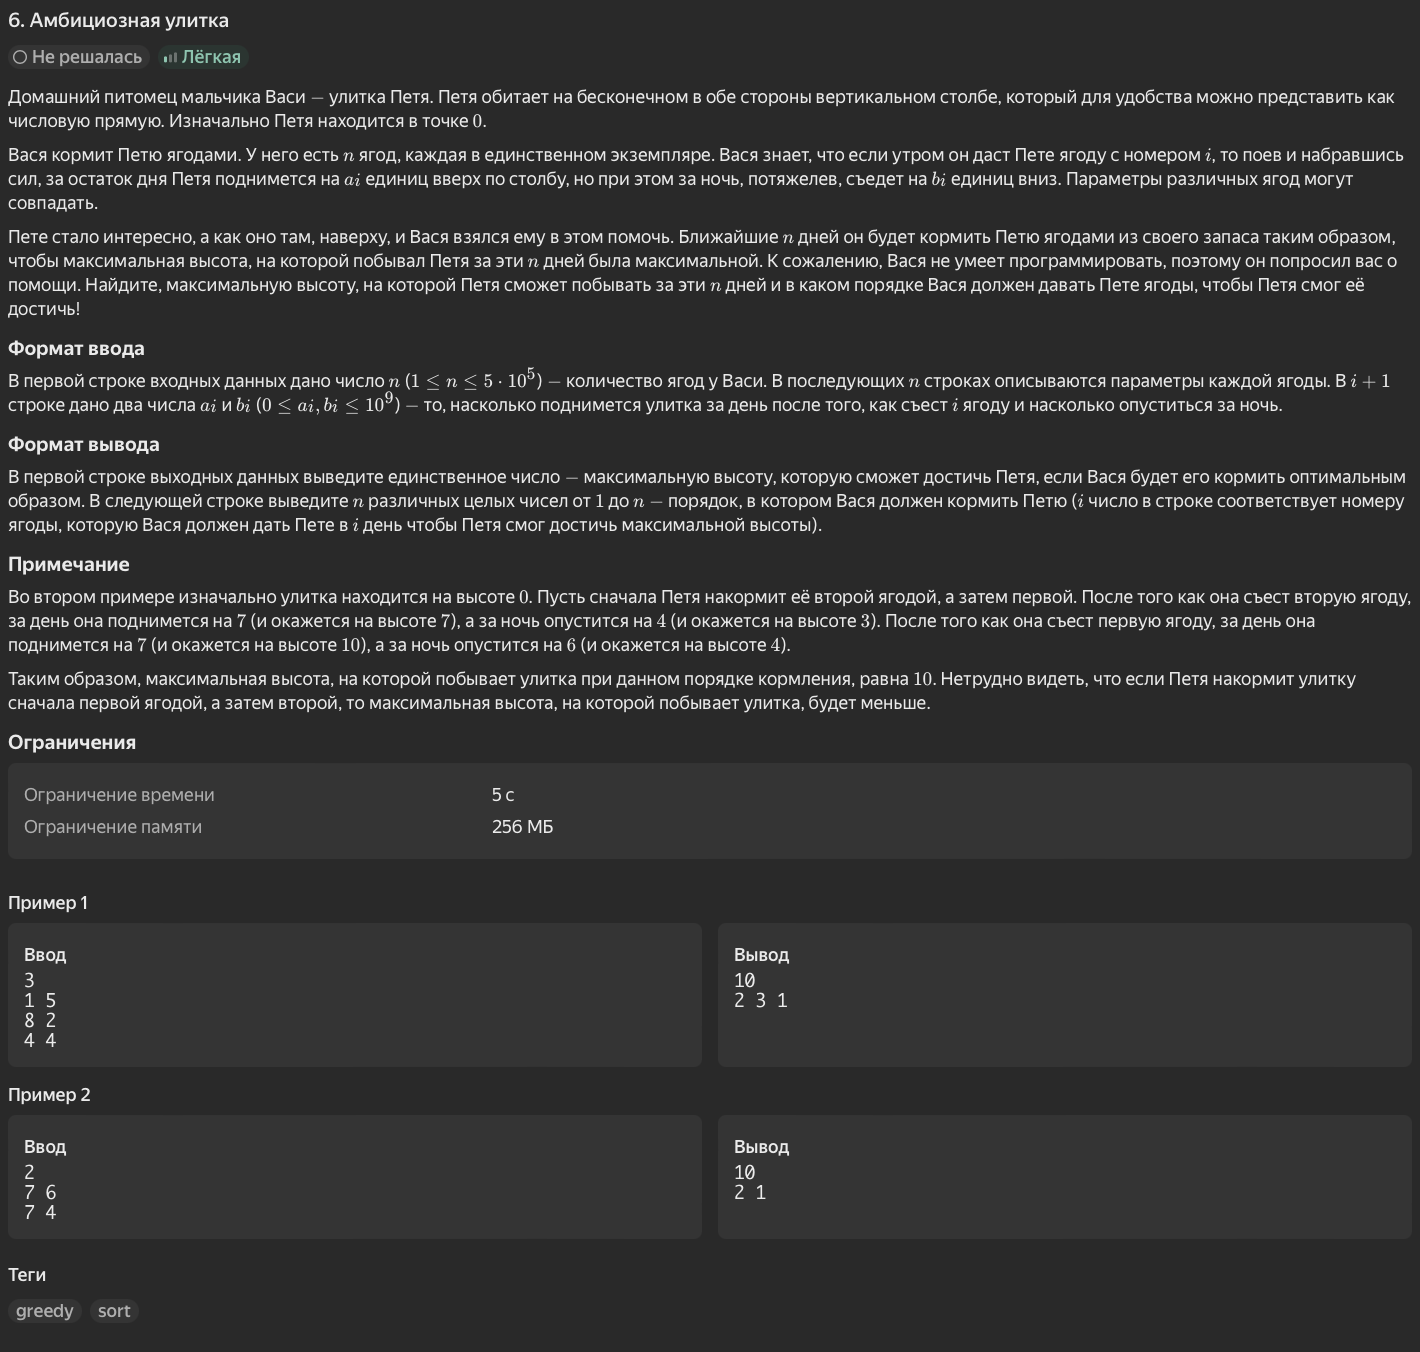 6. Амбициозная улитка
Не решалась Лёгкая
Домашний питомец мальчика Васи – улитка Петя. Петя обитает на бесконечном в обе стороны вертикальном столбе, который для удобства можно представить как
числовую прямую. Изначально Петя находится в точке 0.
Вася кормит Петю ягодами. У него есть n ягод, каждая в единственном экземпляре. Вася знает, что если утром он даст Пете ягоду с номером i, то поев и набравшись
сил, за остаток дня Петя поднимется на ai единиц вверх по столбу, но при этом за ночь, потяжелев, съедет на bi единиц вниз. Параметры различных ягод могут
совпадать.
Пете стало интересно, а как оно там, наверху, и Вася взялся ему в этом помочь. Ближайшие n дней он будет кормить Петю ягодами из своего запаса таким образом,
чтобы максимальная высота, на которой побывал Петя за эти n дней была максимальной. К сожалению, Вася не умеет программировать, поэтому он попросил вас о
помощи. Найдите, максимальную высоту, на которой Петя сможет побывать за эти n дней и в каком порядке Вася должен давать Пете ягоды, чтобы Петя смог её
достичь!
Формат ввода
В первой строке входных данных дано число n (1 ≤ n ≤ 5 · 10^5) – количество ягод у Васи. В последующих n строках описываются параметры каждой ягоды. В i + 1
строке дано два числа ai и bi (0 ≤ ai, bi ≤ 10^9) – то, насколько поднимется улитка за день после того, как съест i ягоду и насколько опуститься за ночь.
Формат вывода
В первой строке выходных данных выведите единственное число – максимальную высоту, которую сможет достичь Петя, если Вася будет его кормить оптимальным
образом. В следующей строке выведите n различных целых чисел от 1 до n – порядок, в котором Вася должен кормить Петю (i число в строке соответствует номеру
ягоды, которую Вася должен дать Пете в i день чтобы Петя смог достичь максимальной высоты).
Примечание
Во втором примере изначально улитка находится на высоте 0. Пусть сначала Петя накормит её второй ягодой, а затем первой. После того как она съест вторую ягоду,
за день она поднимется на 7 (и окажется на высоте 7), а за ночь опустится на 4 (и окажется на высоте 3). После того как она съест первую ягоду, за день она
поднимется на 7 (и окажется на высоте 10), а за ночь опустится на 6 (и окажется на высоте 4).
Таким образом, максимальная высота, на которой побывает улитка при данном порядке кормления, равна 10. Нетрудно видеть, что если Петя накормит улитку
сначала первой ягодой, а затем второй, то максимальная высота, на которой побывает улитка, будет меньше.
Ограничения
Ограничение времени 5 с
Ограничение памяти 256 МБ
Пример 1
Ввод
3
1 5
8 2
4 4
Вывод
10
2 3 1
Пример 2
Ввод
2
7 6
7 4
Вывод
10
2 1
Теги
greedy sort